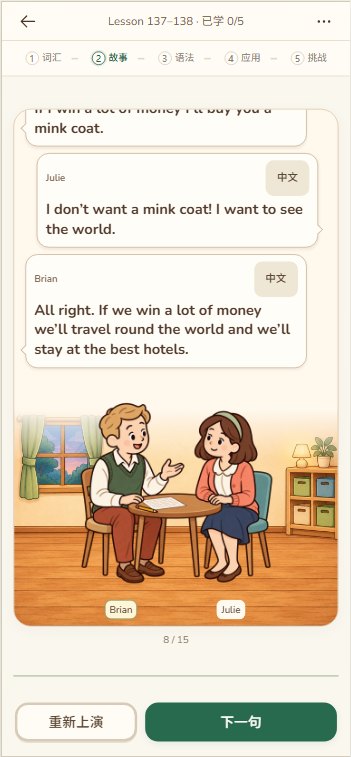 Lesson 137–138 · 已学 0/5
1 词汇 – 2 故事 – 3 语法 – 4 应用 – 5 挑战
If I win a lot of money I'll buy you a
mink coat.
Julie 中文
I don't want a mink coat! I want to see
the world.
Brian 中文
All right. If we win a lot of money
we'll travel round the world and we'll
stay at the best hotels.
Brian Julie
8 / 15
重新上演 下一句